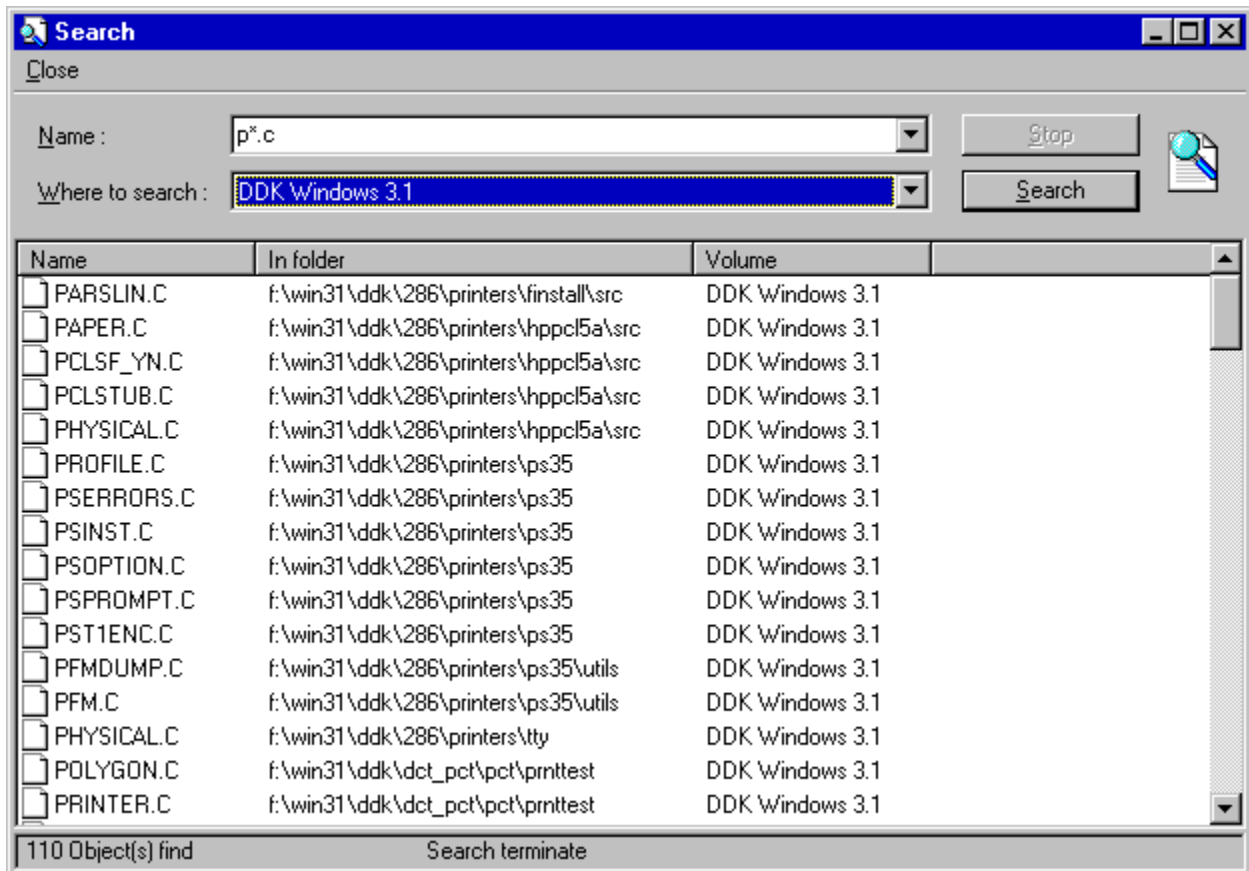 Search
Close
Name : p*.c Stop
Where to search : DDK Windows 3.1 Search
Name In folder Volume
PARSLIN.C f:\win31\ddk\286\printers\finstall\src DDK Windows 3.1
PAPER.C f:\win31\ddk\286\printers\hppcl5a\src DDK Windows 3.1
PCLSF_YN.C f:\win31\ddk\286\printers\hppcl5a\src DDK Windows 3.1
PCLSTUB.C f:\win31\ddk\286\printers\hppcl5a\src DDK Windows 3.1
PHYSICAL.C f:\win31\ddk\286\printers\hppcl5a\src DDK Windows 3.1
PROFILE.C f:\win31\ddk\286\printers\ps35 DDK Windows 3.1
PSERRORS.C f:\win31\ddk\286\printers\ps35 DDK Windows 3.1
PSINST.C f:\win31\ddk\286\printers\ps35 DDK Windows 3.1
PSOPTION.C f:\win31\ddk\286\printers\ps35 DDK Windows 3.1
PSPROMPT.C f:\win31\ddk\286\printers\ps35 DDK Windows 3.1
PST1ENC.C f:\win31\ddk\286\printers\ps35 DDK Windows 3.1
PFMDUMP.C f:\win31\ddk\286\printers\ps35\utils DDK Windows 3.1
PFM.C f:\win31\ddk\286\printers\ps35\utils DDK Windows 3.1
PHYSICAL.C f:\win31\ddk\286\printers\tty DDK Windows 3.1
POLYGON.C f:\win31\ddk\dct_pct\pct\prnttest DDK Windows 3.1
PRINTER.C f:\win31\ddk\dct_pct\pct\prnttest DDK Windows 3.1
110 Object(s) find Search terminate